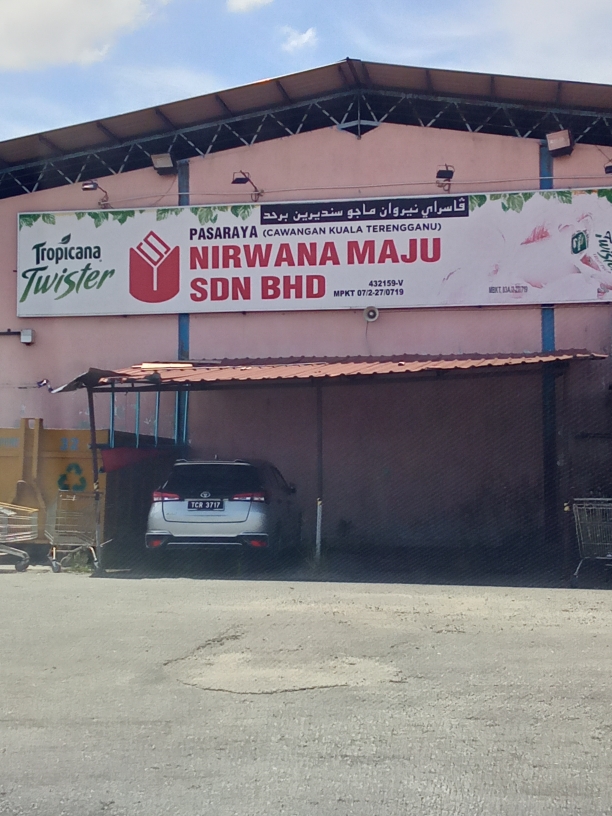 ڤاسراي نيروان ماجو سنديرين برحد
Tropicana
Twister
PASARAYA (CAWANGAN KUALA TERENGGANU)
NIRWANA MAJU
SDN BHD
432159-V
MPKT 07/2-27/0719
TCR 3717